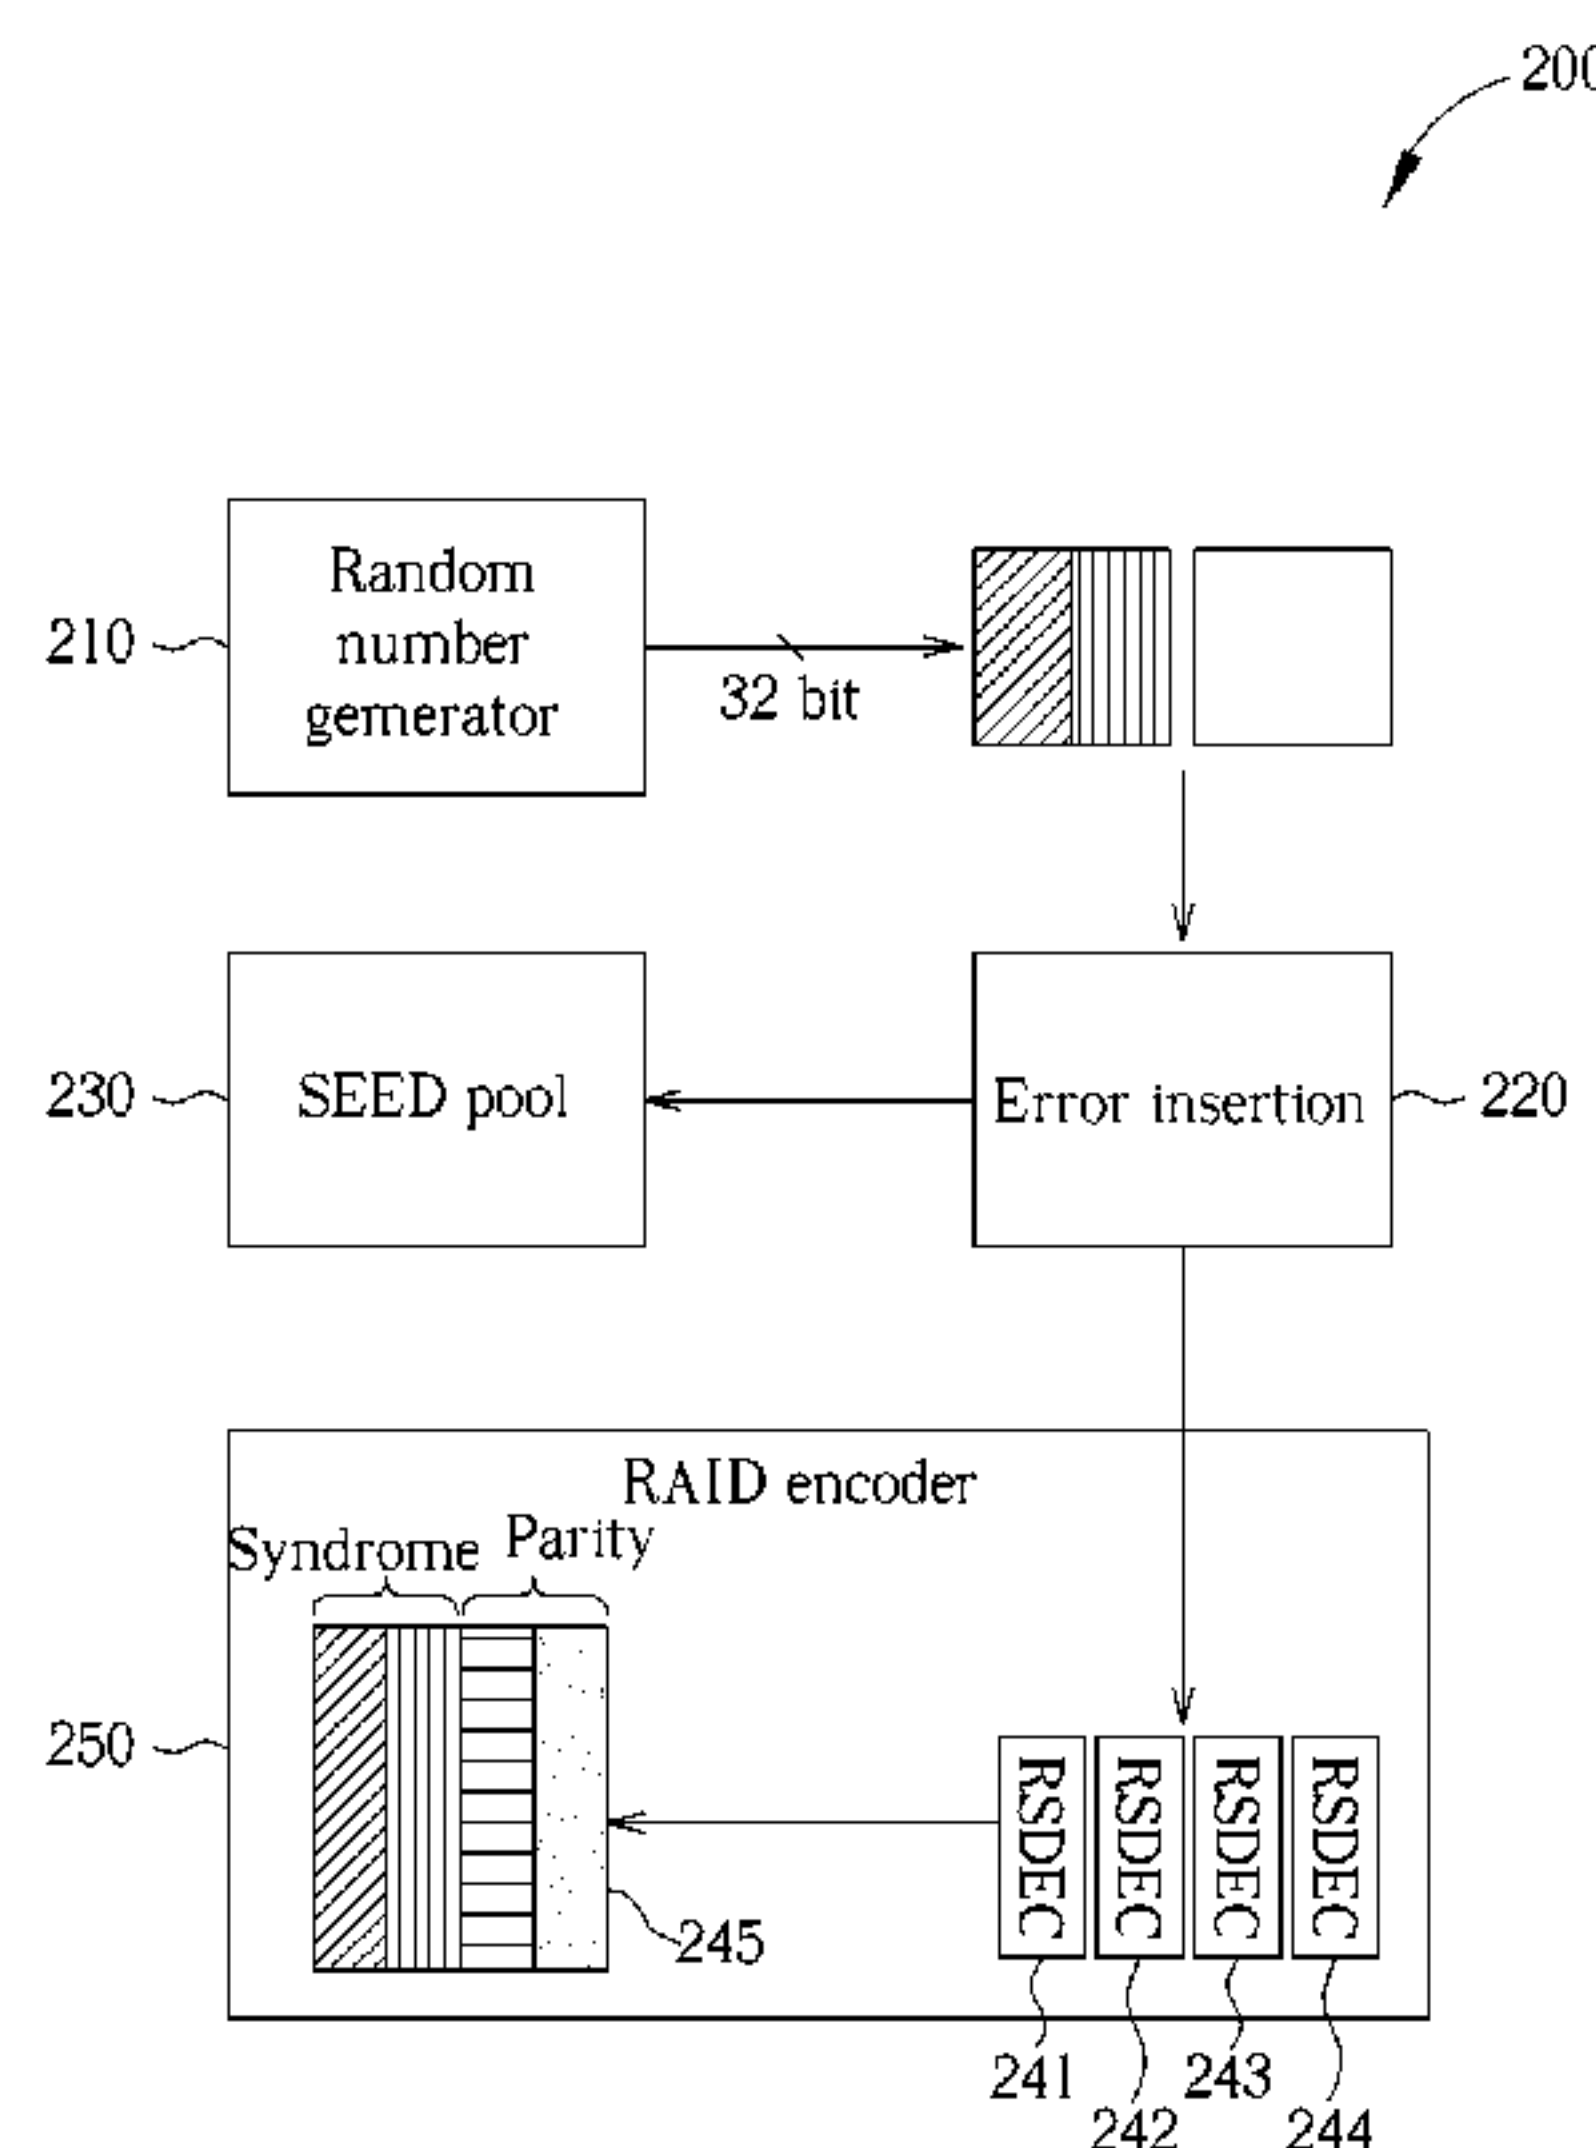 200
Random
number
gemerator
210
32 bit
SEED pool
230
Error insertion
220
RAID encoder
Syndrome
Parity
250
245
RSDEC
RSDEC
RSDEC
RSDEC
241
242
243
244